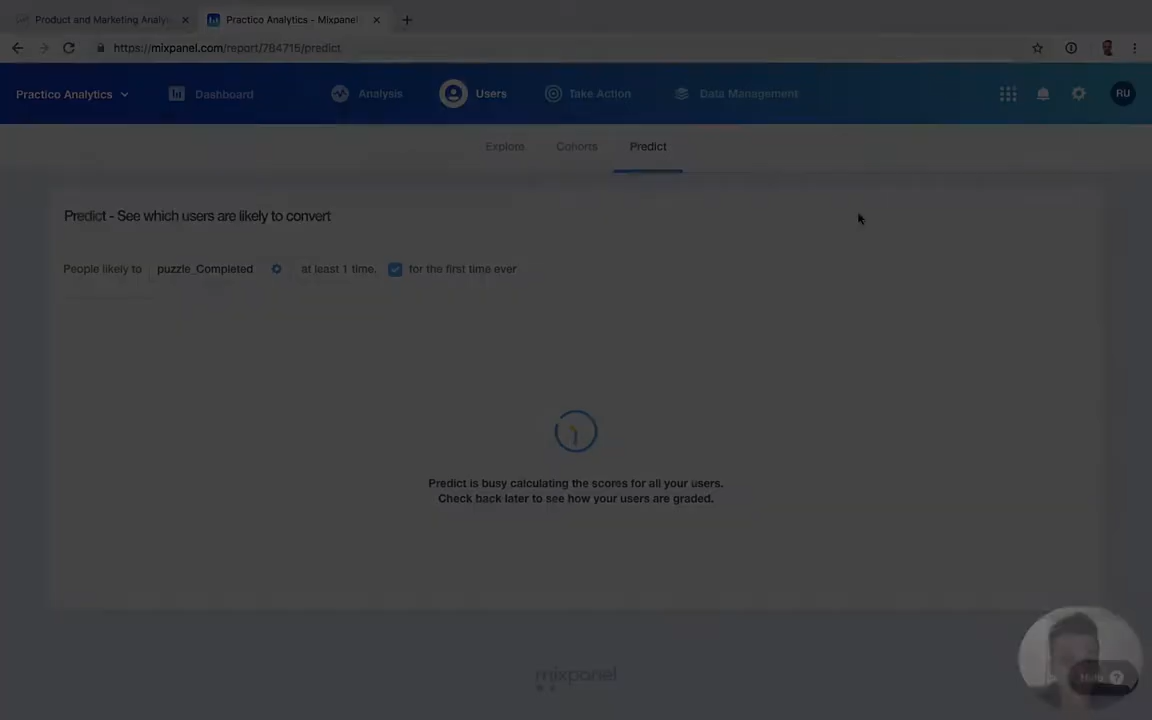 Product and Marketing Analy
Practico Analytics - Mixpanel
https://mixpanel.com/report/784715/predict
Practico Analytics
Dashboard
Analysis
Users
Take Action
Data Management
RU
Explore
Cohorts
Predict
Predict - See which users are likely to convert
People likely to puzzle_Completed at least 1 time. for the first time ever
Predict is busy calculating the scores for all your users.
Check back later to see how your users are graded.
mixpanel
Help